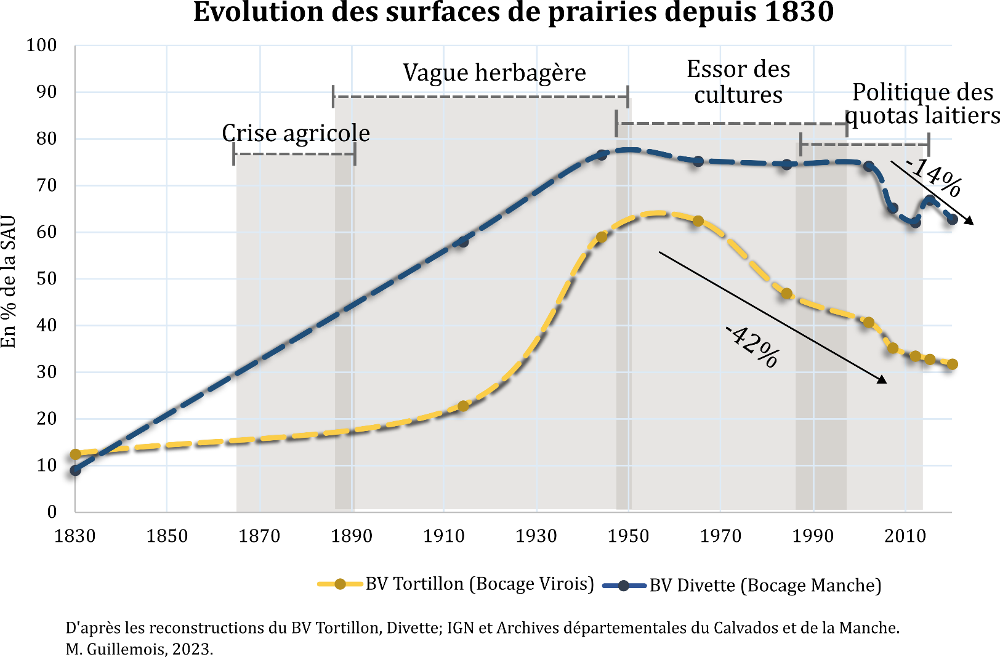 Evolution des surfaces de prairies depuis 1830
En % de la SAU
100
90
80
70
60
50
40
30
20
10
0
Crise agricole
Vague herbagère
Essor des
cultures
Politique des
quotas laitiers
-14%
-42%
1830 1850 1870 1890 1910 1930 1950 1970 1990 2010
BV Tortillon (Bocage Virois) BV Divette (Bocage Manche)
D'après les reconstructions du BV Tortillon, Divette; IGN et Archives départementales du Calvados et de la Manche.
M. Guillemois, 2023.